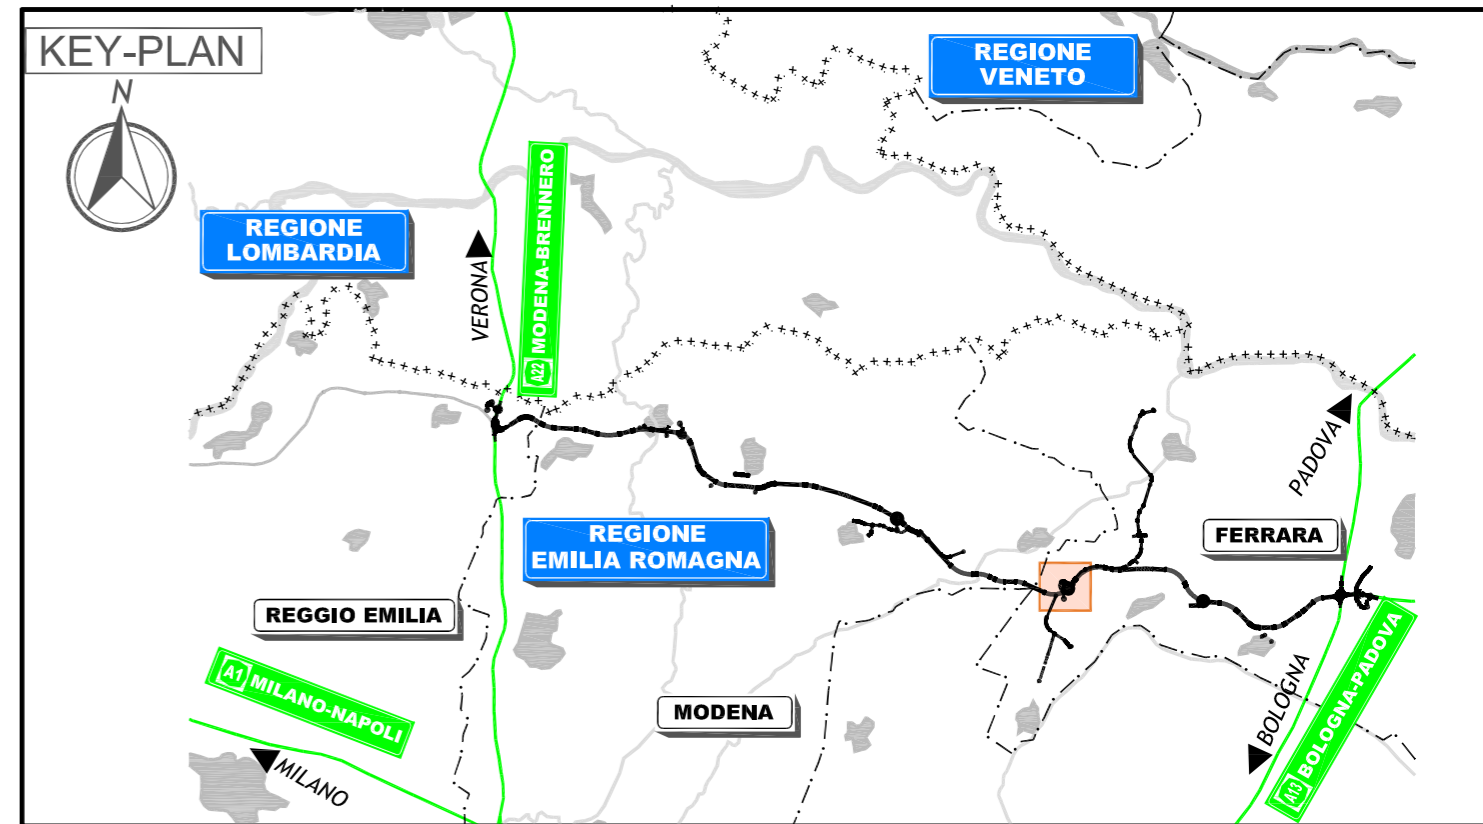 KEY-PLAN
N
REGIONE
VENETO
REGIONE
LOMBARDIA
VERONA
A22 MODENA-BRENNERO
PADOVA
REGIONE
EMILIA ROMAGNA
FERRARA
REGGIO EMILIA
A1 MILANO-NAPOLI
MILANO
MODENA
BOLOGNA
A13 BOLOGNA-PADOVA